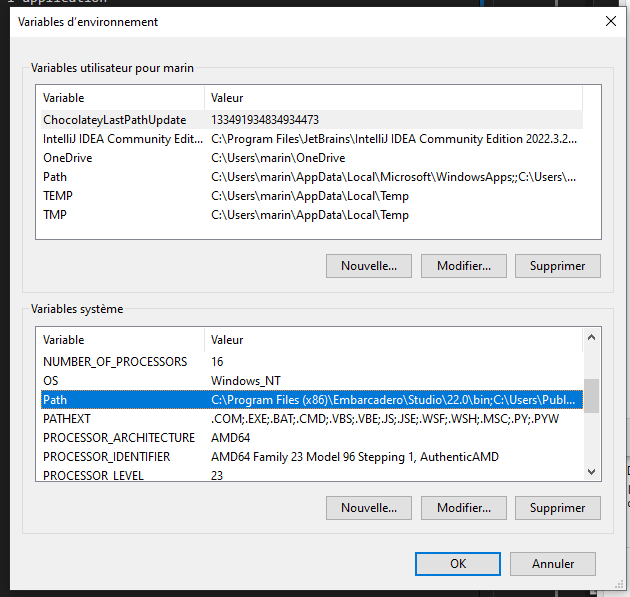 Variables d'environnement
Variables utilisateur pour marin
Variable Valeur
ChocolateyLastPathUpdate 133491934834934473
IntelliJ IDEA Community Edit... C:\Program Files\JetBrains\IntelliJ IDEA Community Edition 2022.3.2...
OneDrive C:\Users\marin\OneDrive
Path C:\Users\marin\AppData\Local\Microsoft\WindowsApps;;C:\Users\...
TEMP C:\Users\marin\AppData\Local\Temp
TMP C:\Users\marin\AppData\Local\Temp
Nouvelle... Modifier... Supprimer
Variables système
Variable Valeur
NUMBER_OF_PROCESSORS 16
OS Windows_NT
Path C:\Program Files (x86)\Embarcadero\Studio\22.0\bin;C:\Users\Publ...
PATHEXT .COM;.EXE;.BAT;.CMD;.VBS;.VBE;.JS;.JSE;.WSF;.WSH;.MSC;.PY;.PYW
PROCESSOR_ARCHITECTURE AMD64
PROCESSOR_IDENTIFIER AMD64 Family 23 Model 96 Stepping 1, AuthenticAMD
PROCESSOR_LEVEL 23
Nouvelle... Modifier... Supprimer
OK Annuler